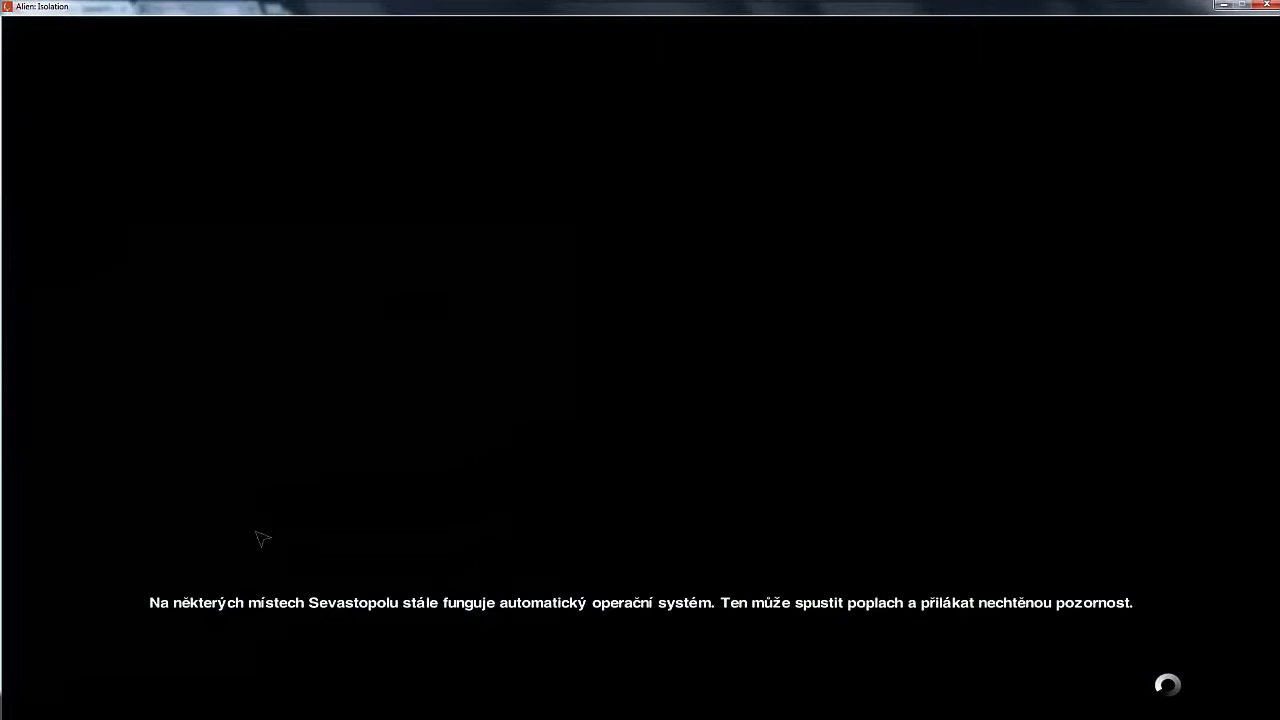 Alien: Isolation
Na některých místech Sevastopolu stále funguje automatický operační systém. Ten může spustit poplach a přilákat nechtěnou pozornost.